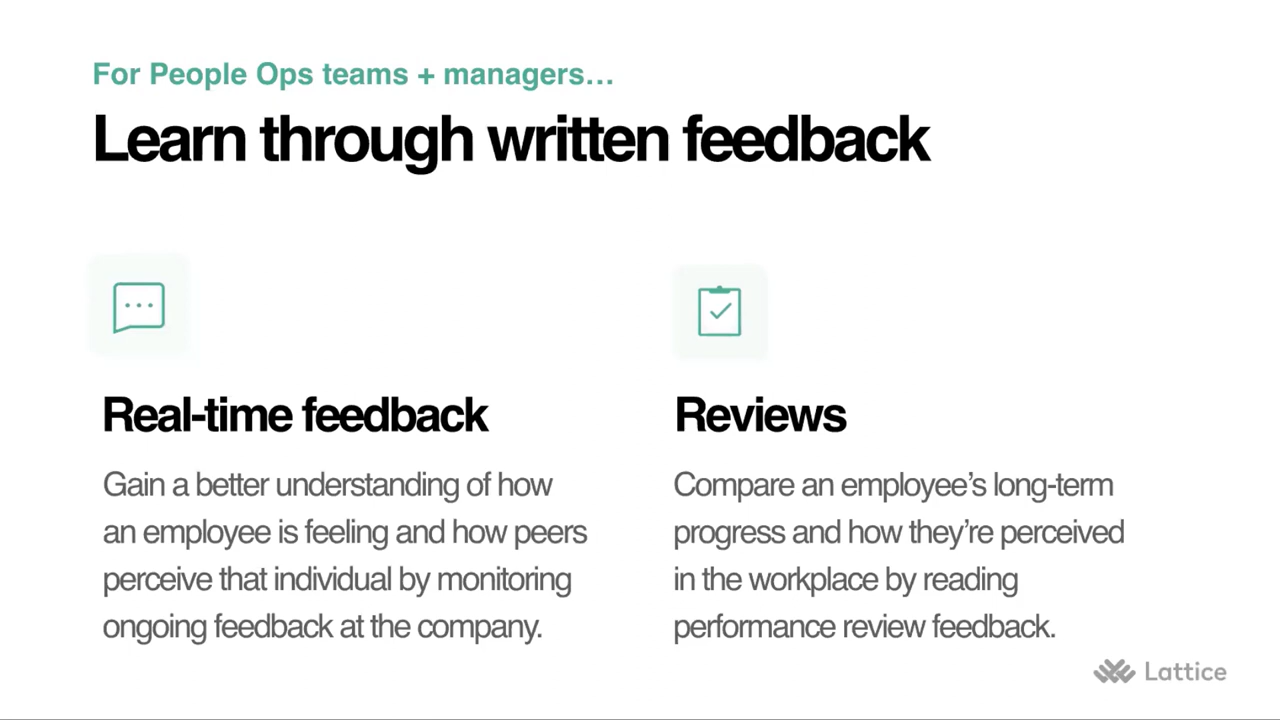 For People Ops teams + managers…
Learn through written feedback
Real-time feedback
Gain a better understanding of how
an employee is feeling and how peers
perceive that individual by monitoring
ongoing feedback at the company.
Reviews
Compare an employee’s long-term
progress and how they’re perceived
in the workplace by reading
performance review feedback.
Lattice